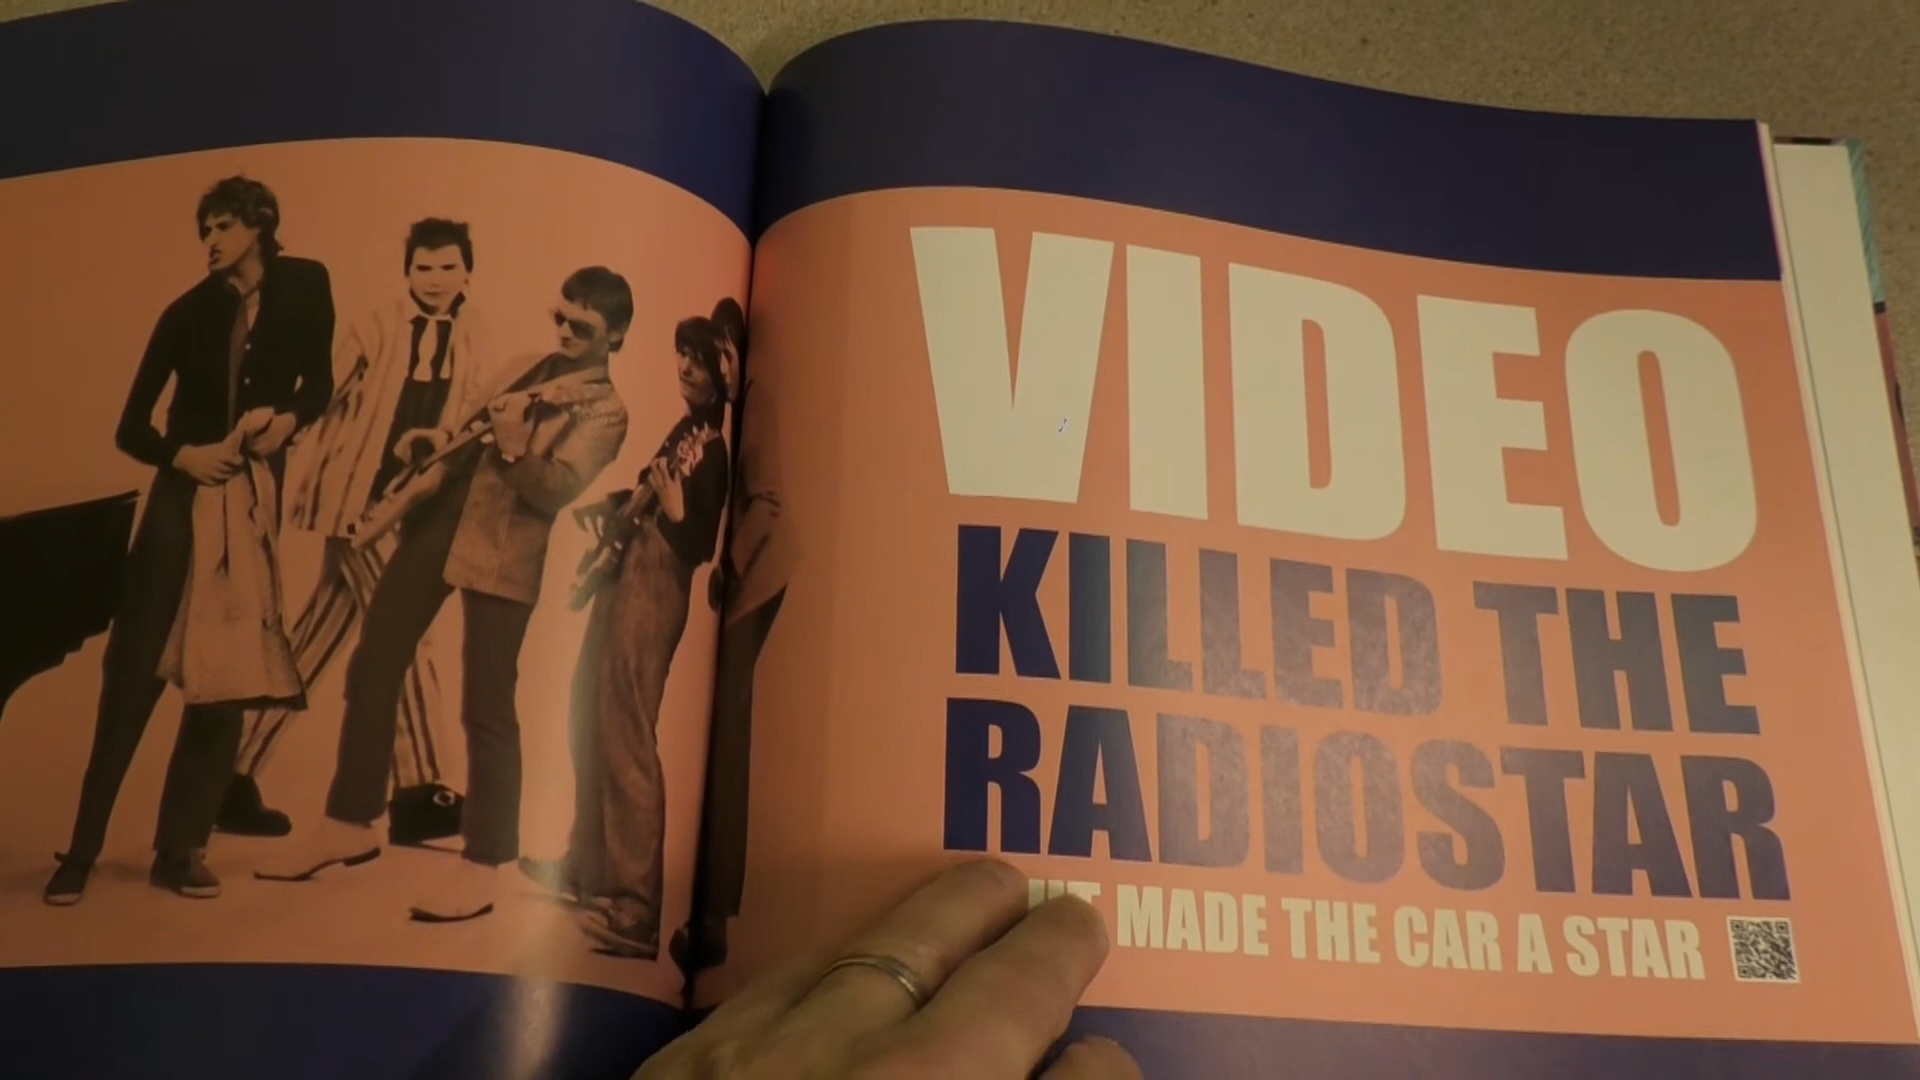 VIDEO
KILLED THE
RADIOSTAR
MADE THE CAR A STAR